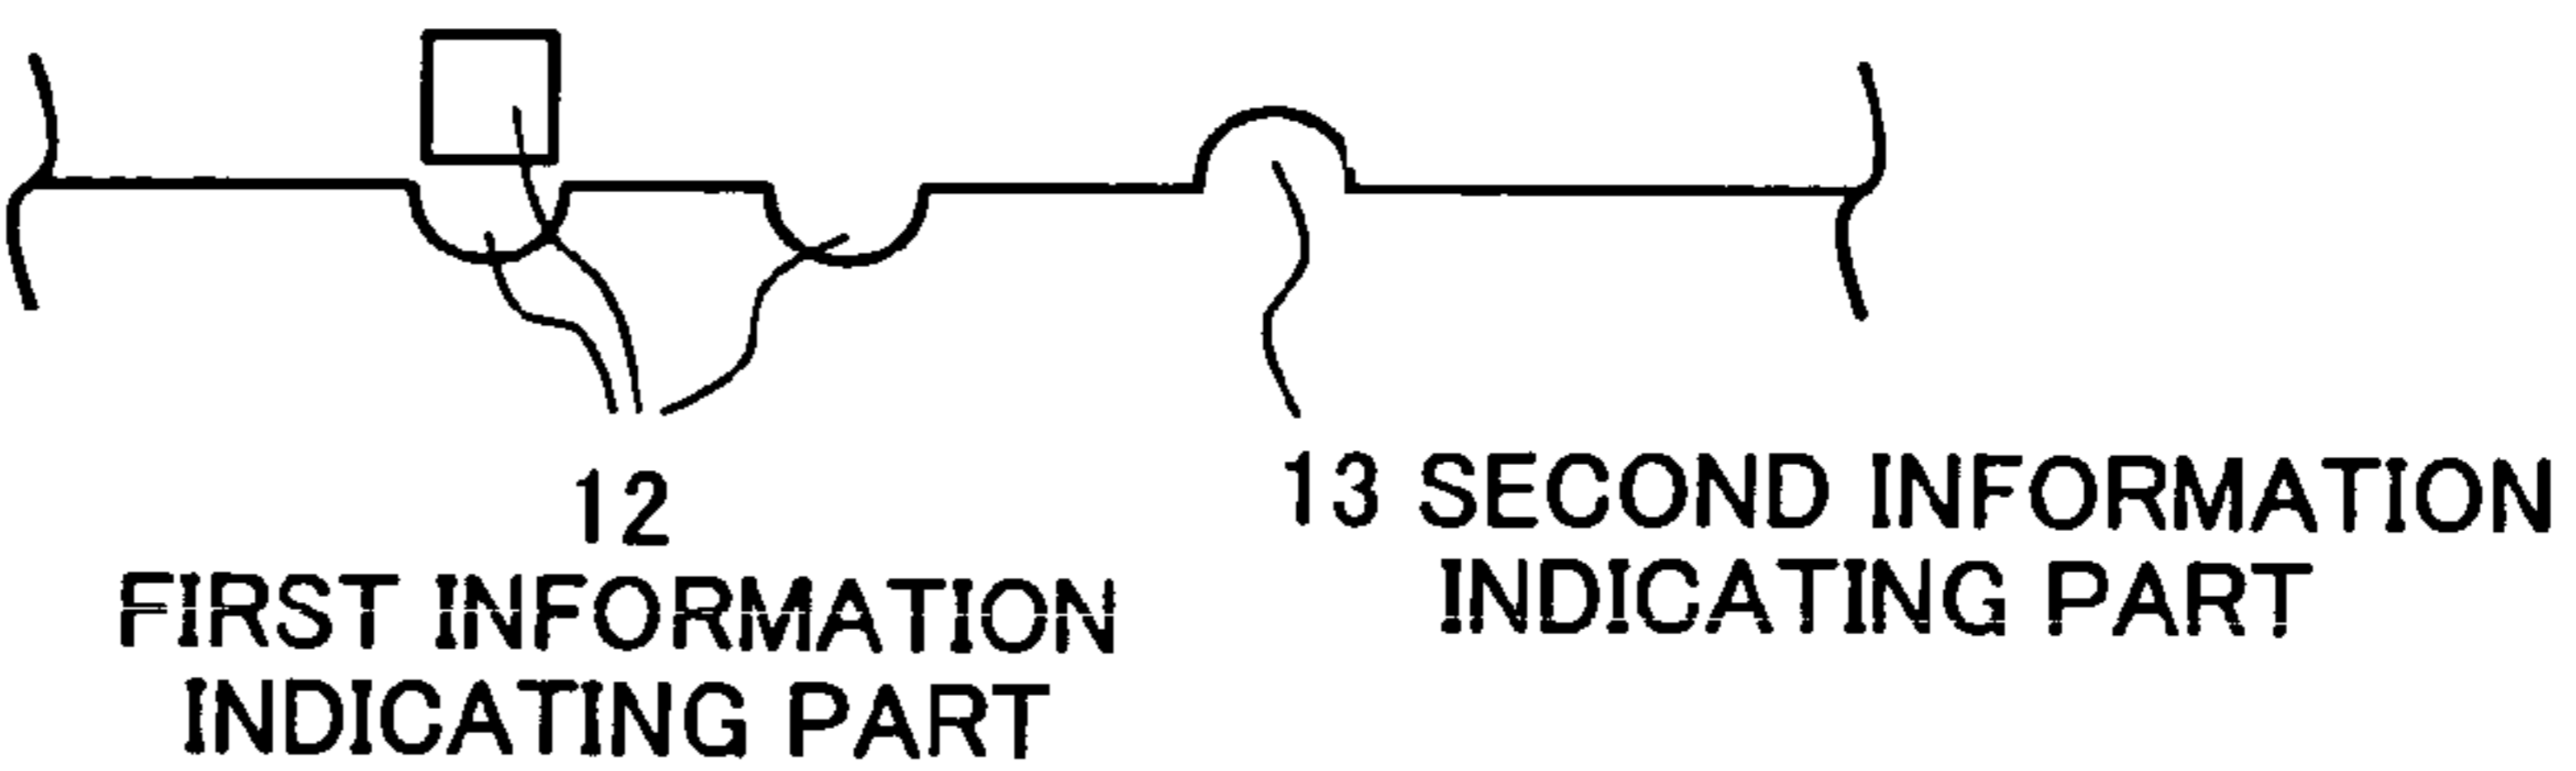 12
FIRST INFORMATION
INDICATING PART
13 SECOND INFORMATION
INDICATING PART